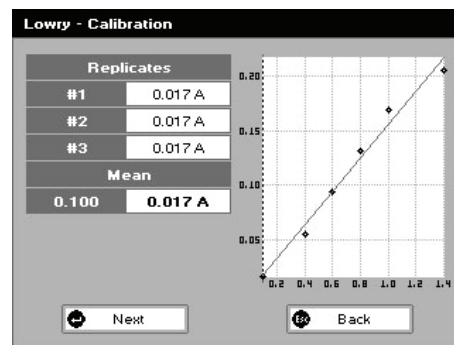 Lowry - Calibration
Replicates
#1 0.017 A
#2 0.017 A
#3 0.017 A
Mean
0.100 0.017 A
0.20
0.15
0.10
0.05
0.2 0.4 0.6 0.8 1.0 1.2 1.4
Next
Esc Back